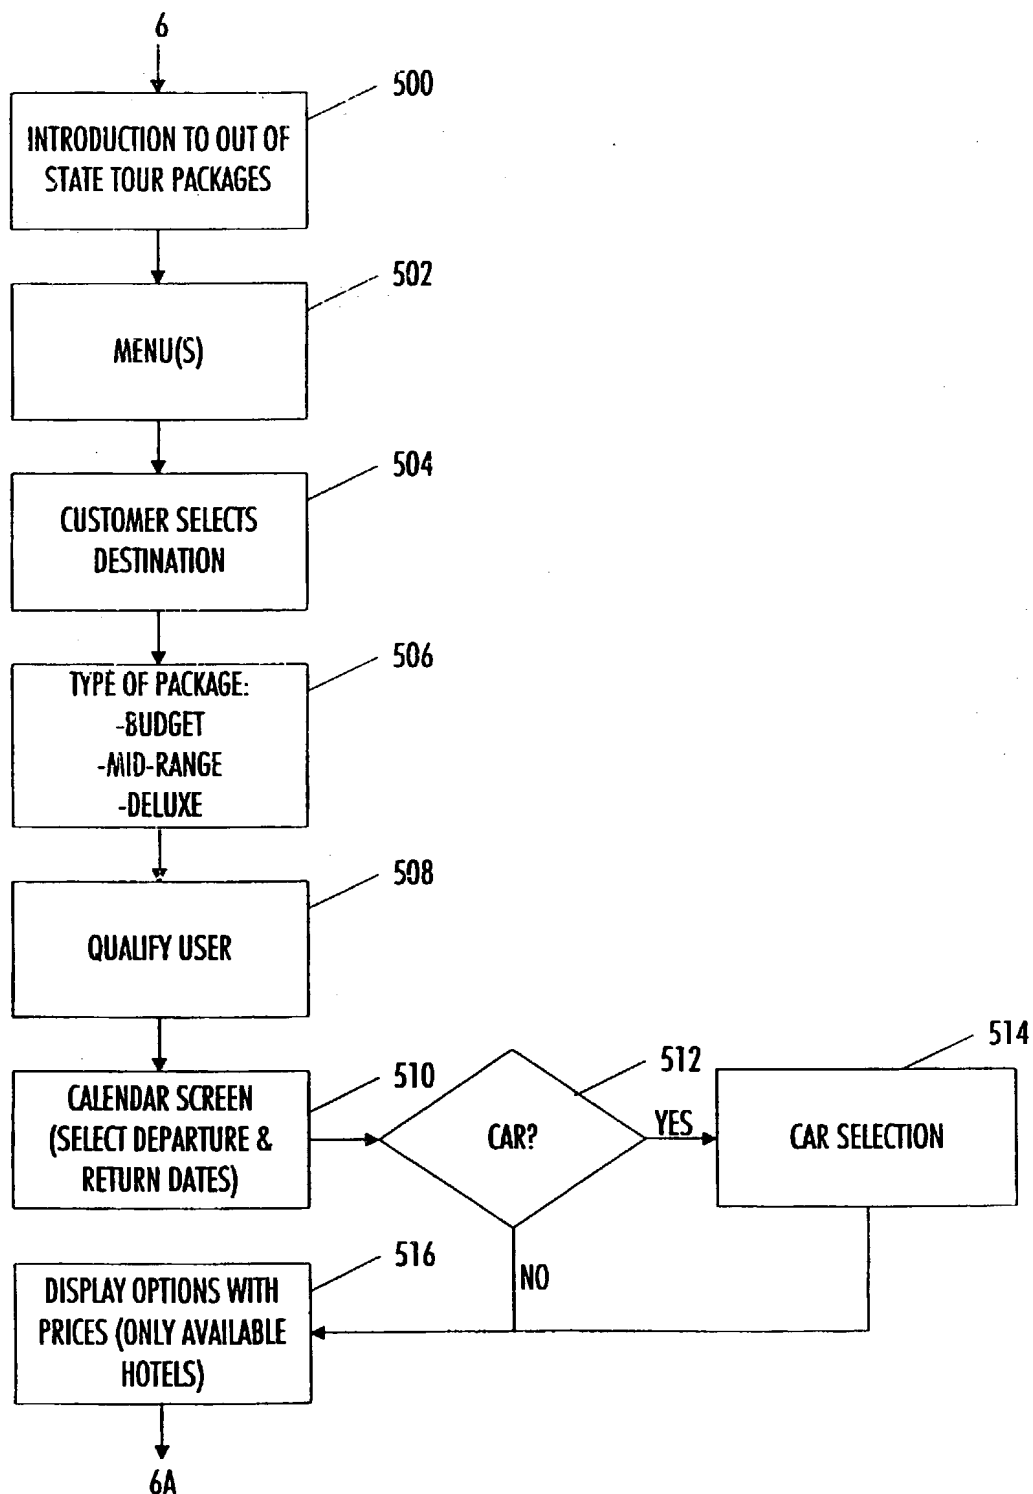 6
500
INTRODUCTION TO OUT OF
STATE TOUR PACKAGES
502
MENU(S)
504
CUSTOMER SELECTS
DESTINATION
506
TYPE OF PACKAGE:
-BUDGET
-MID-RANGE
-DELUXE
508
QUALIFY USER
510
CALENDAR SCREEN
(SELECT DEPARTURE &
RETURN DATES)
512
CAR?
YES
514
CAR SELECTION
NO
516
DISPLAY OPTIONS WITH
PRICES (ONLY AVAILABLE
HOTELS)
6A